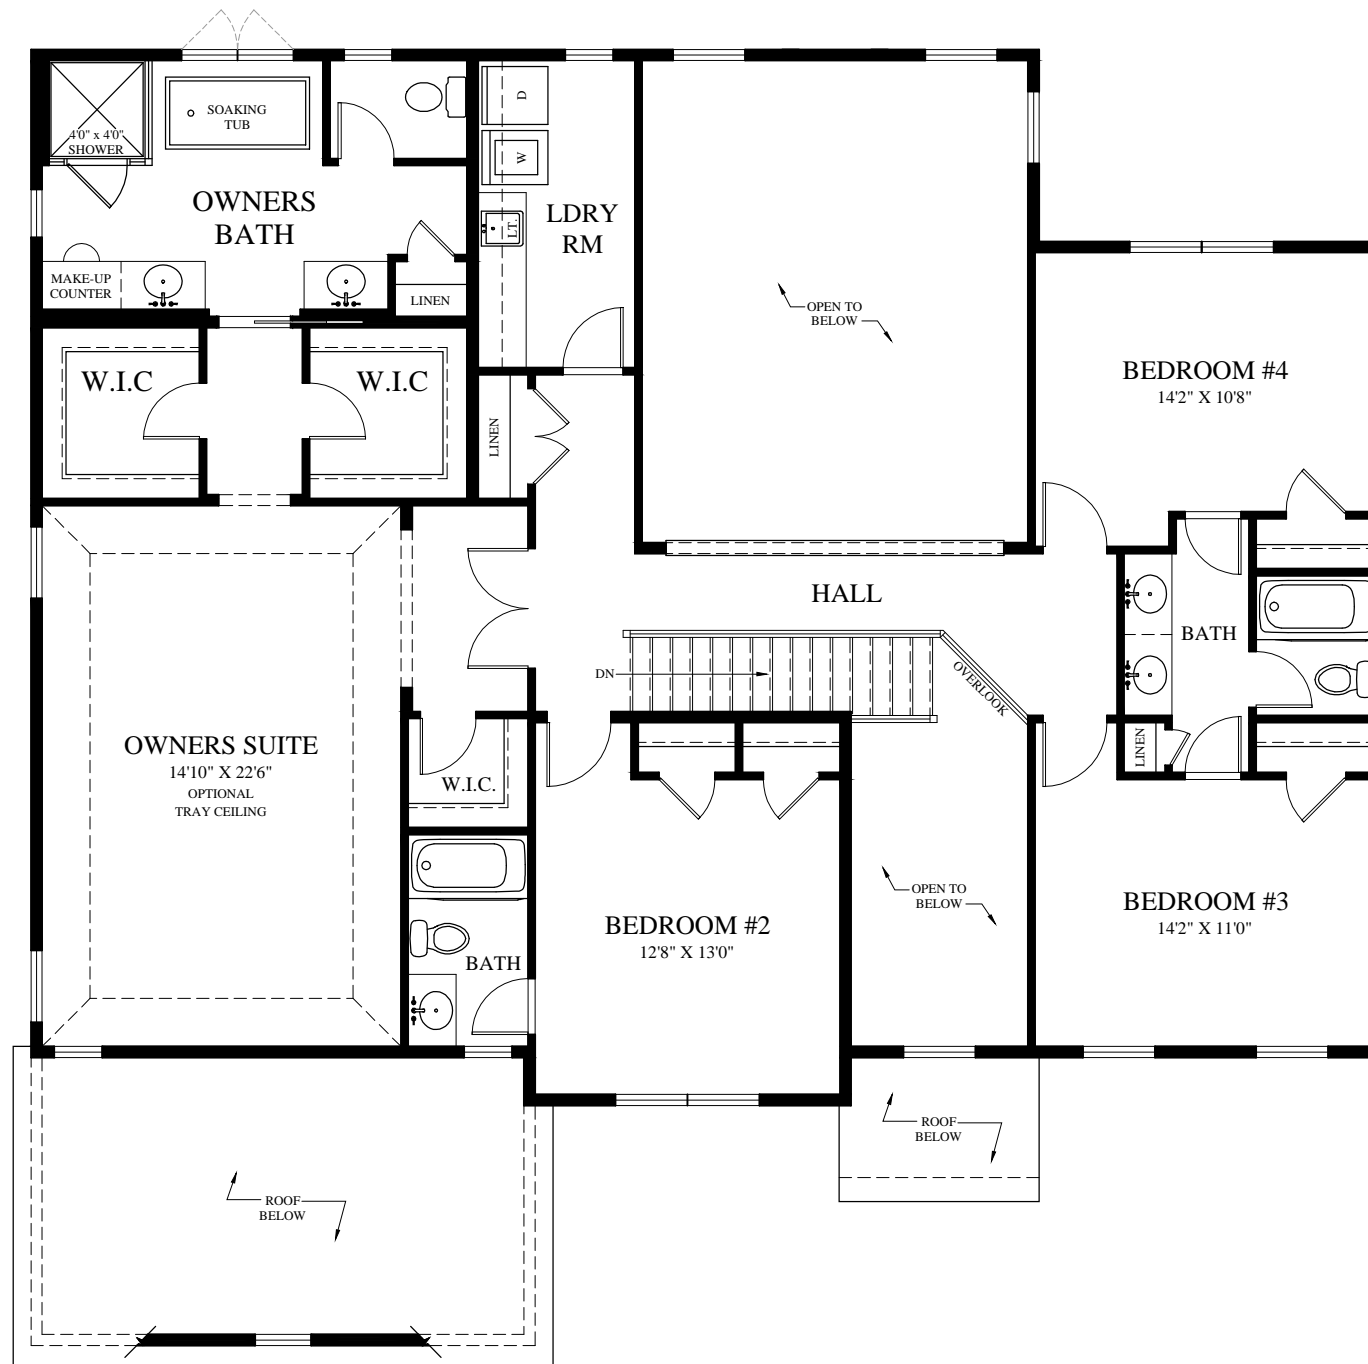 SOAKING
TUB
4'0" x 4'0"
SHOWER
D
W
LT.
OWNERS
BATH
LDRY
RM
MAKE-UP
COUNTER
LINEN
OPEN TO
BELOW
W.I.C
W.I.C
LINEN
BEDROOM #4
14'2" X 10'8"
HALL
BATH
DN
OVERLOOK
LINEN
OWNERS SUITE
14'10" X 22'6"
OPTIONAL
TRAY CEILING
W.I.C.
BATH
BEDROOM #2
12'8" X 13'0"
OPEN TO
BELOW
BEDROOM #3
14'2" X 11'0"
ROOF
BELOW
ROOF
BELOW